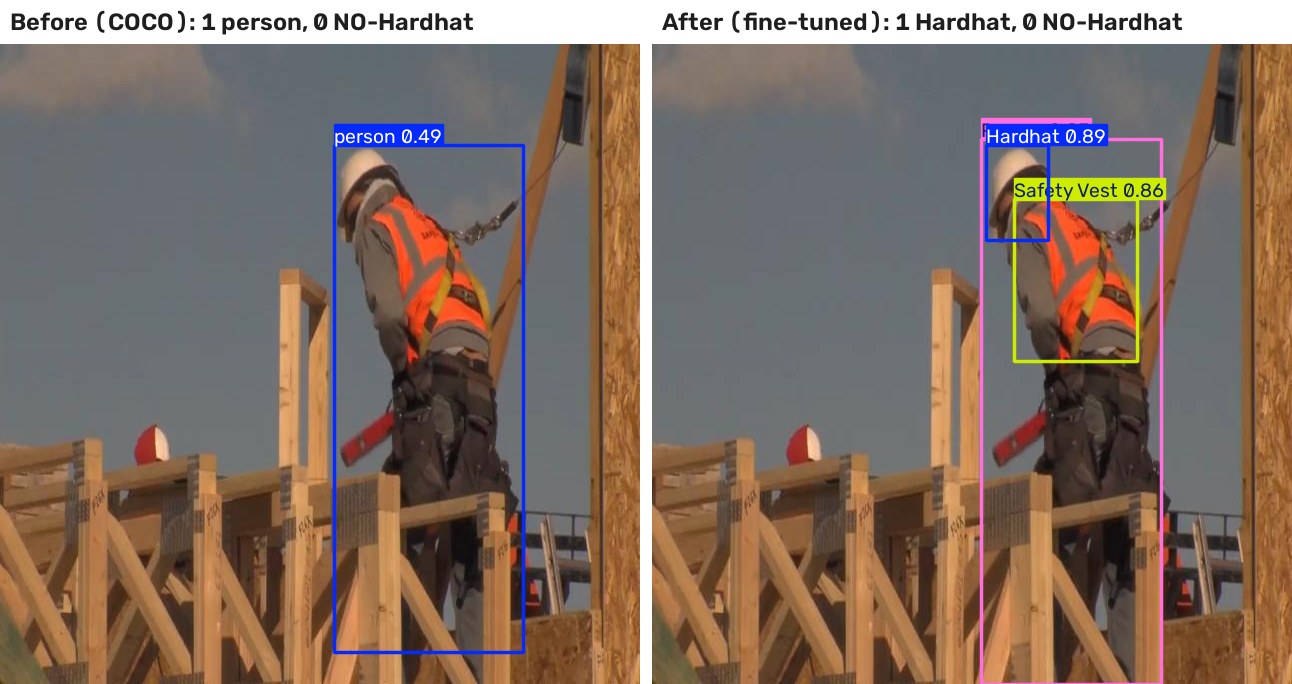 Before (COCO): 1 person, 0 NO-Hardhat
After (fine-tuned): 1 Hardhat, 0 NO-Hardhat
person 0.49
Hardhat 0.89
Safety Vest 0.86